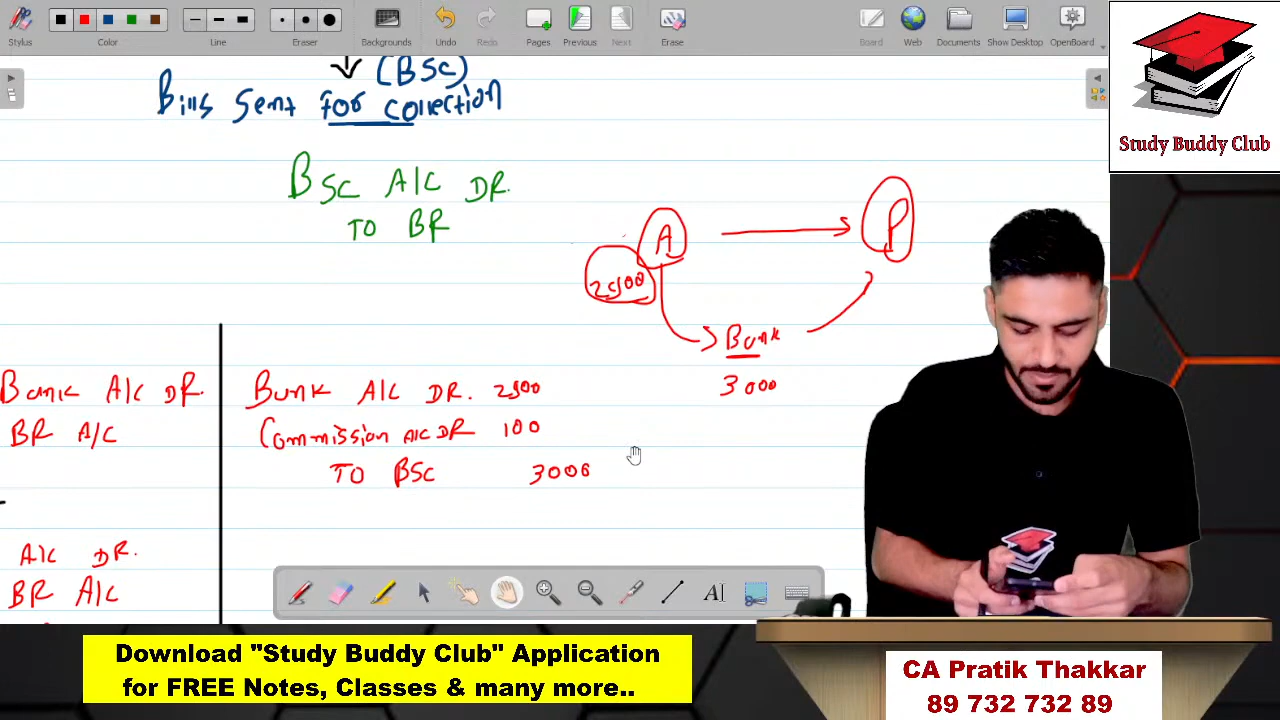 Stylus
Color
Line
Eraser
Backgrounds
Undo
Redo
Pages
Previous
Next
Erase
Board
Web
Documents
Show Desktop
OpenBoard
Study Buddy Club
(BSC)
Bills Sent for collection
BSC A/C DR.
TO BR
A
P
2900
Bank
3000
Bank A/C DR.
BR A/C
Bank A/C DR. 2900
Commission A/C DR 100
TO BSC 3000
A/C DR.
BR A/C
Download "Study Buddy Club" Application
for FREE Notes, Classes & many more..
CA Pratik Thakkar
89 732 732 89